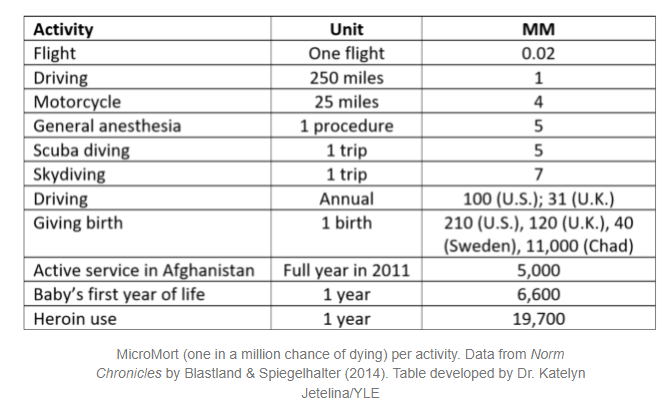 Activity Unit MM
Flight One flight 0.02
Driving 250 miles 1
Motorcycle 25 miles 4
General anesthesia 1 procedure 5
Scuba diving 1 trip 5
Skydiving 1 trip 7
Driving Annual 100 (U.S.); 31 (U.K.)
Giving birth 1 birth 210 (U.S.), 120 (U.K.), 40
(Sweden), 11,000 (Chad)
Active service in Afghanistan Full year in 2011 5,000
Baby's first year of life 1 year 6,600
Heroin use 1 year 19,700
MicroMort (one in a million chance of dying) per activity. Data from Norm
Chronicles by Blastland & Spiegelhalter (2014). Table developed by Dr. Katelyn
Jetelina/YLE